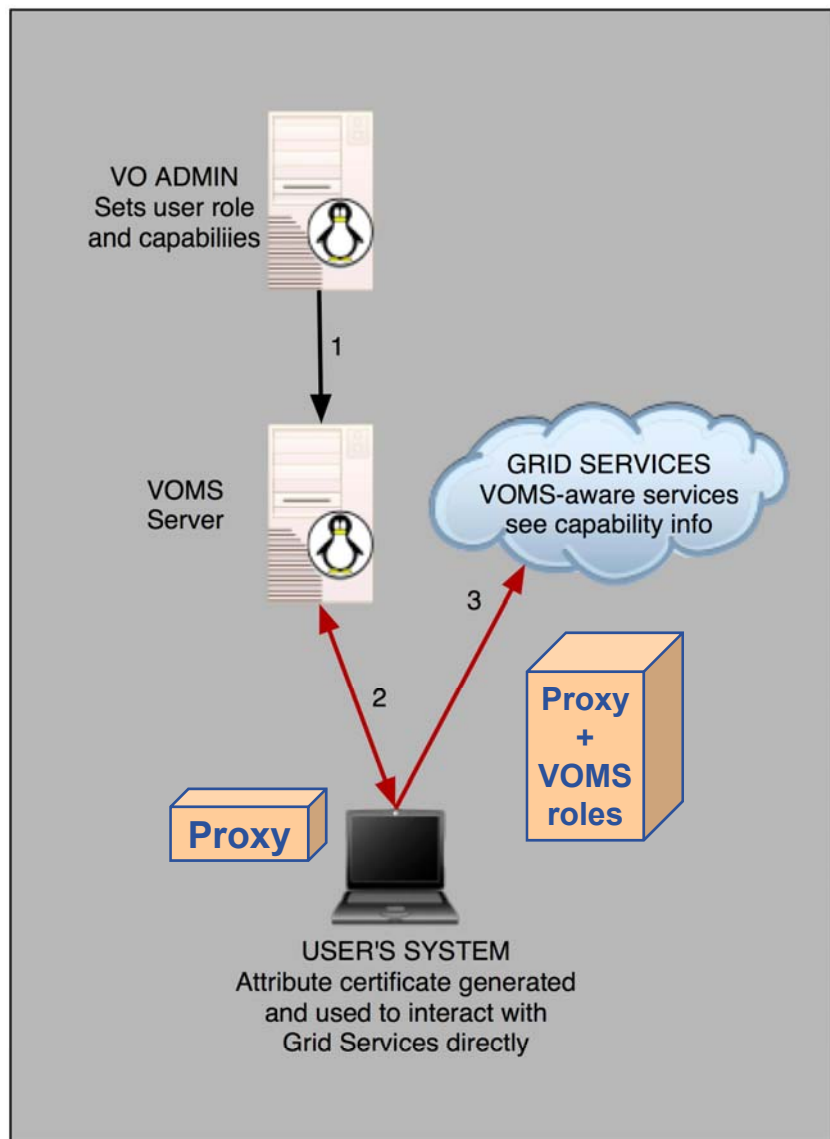 VO ADMIN
Sets user role
and capabiliies
1
VOMS
Server
GRID SERVICES
VOMS-aware services
see capability info
3
2
Proxy
+
VOMS
roles
Proxy
USER'S SYSTEM
Attribute certificate generated
and used to interact with
Grid Services directly